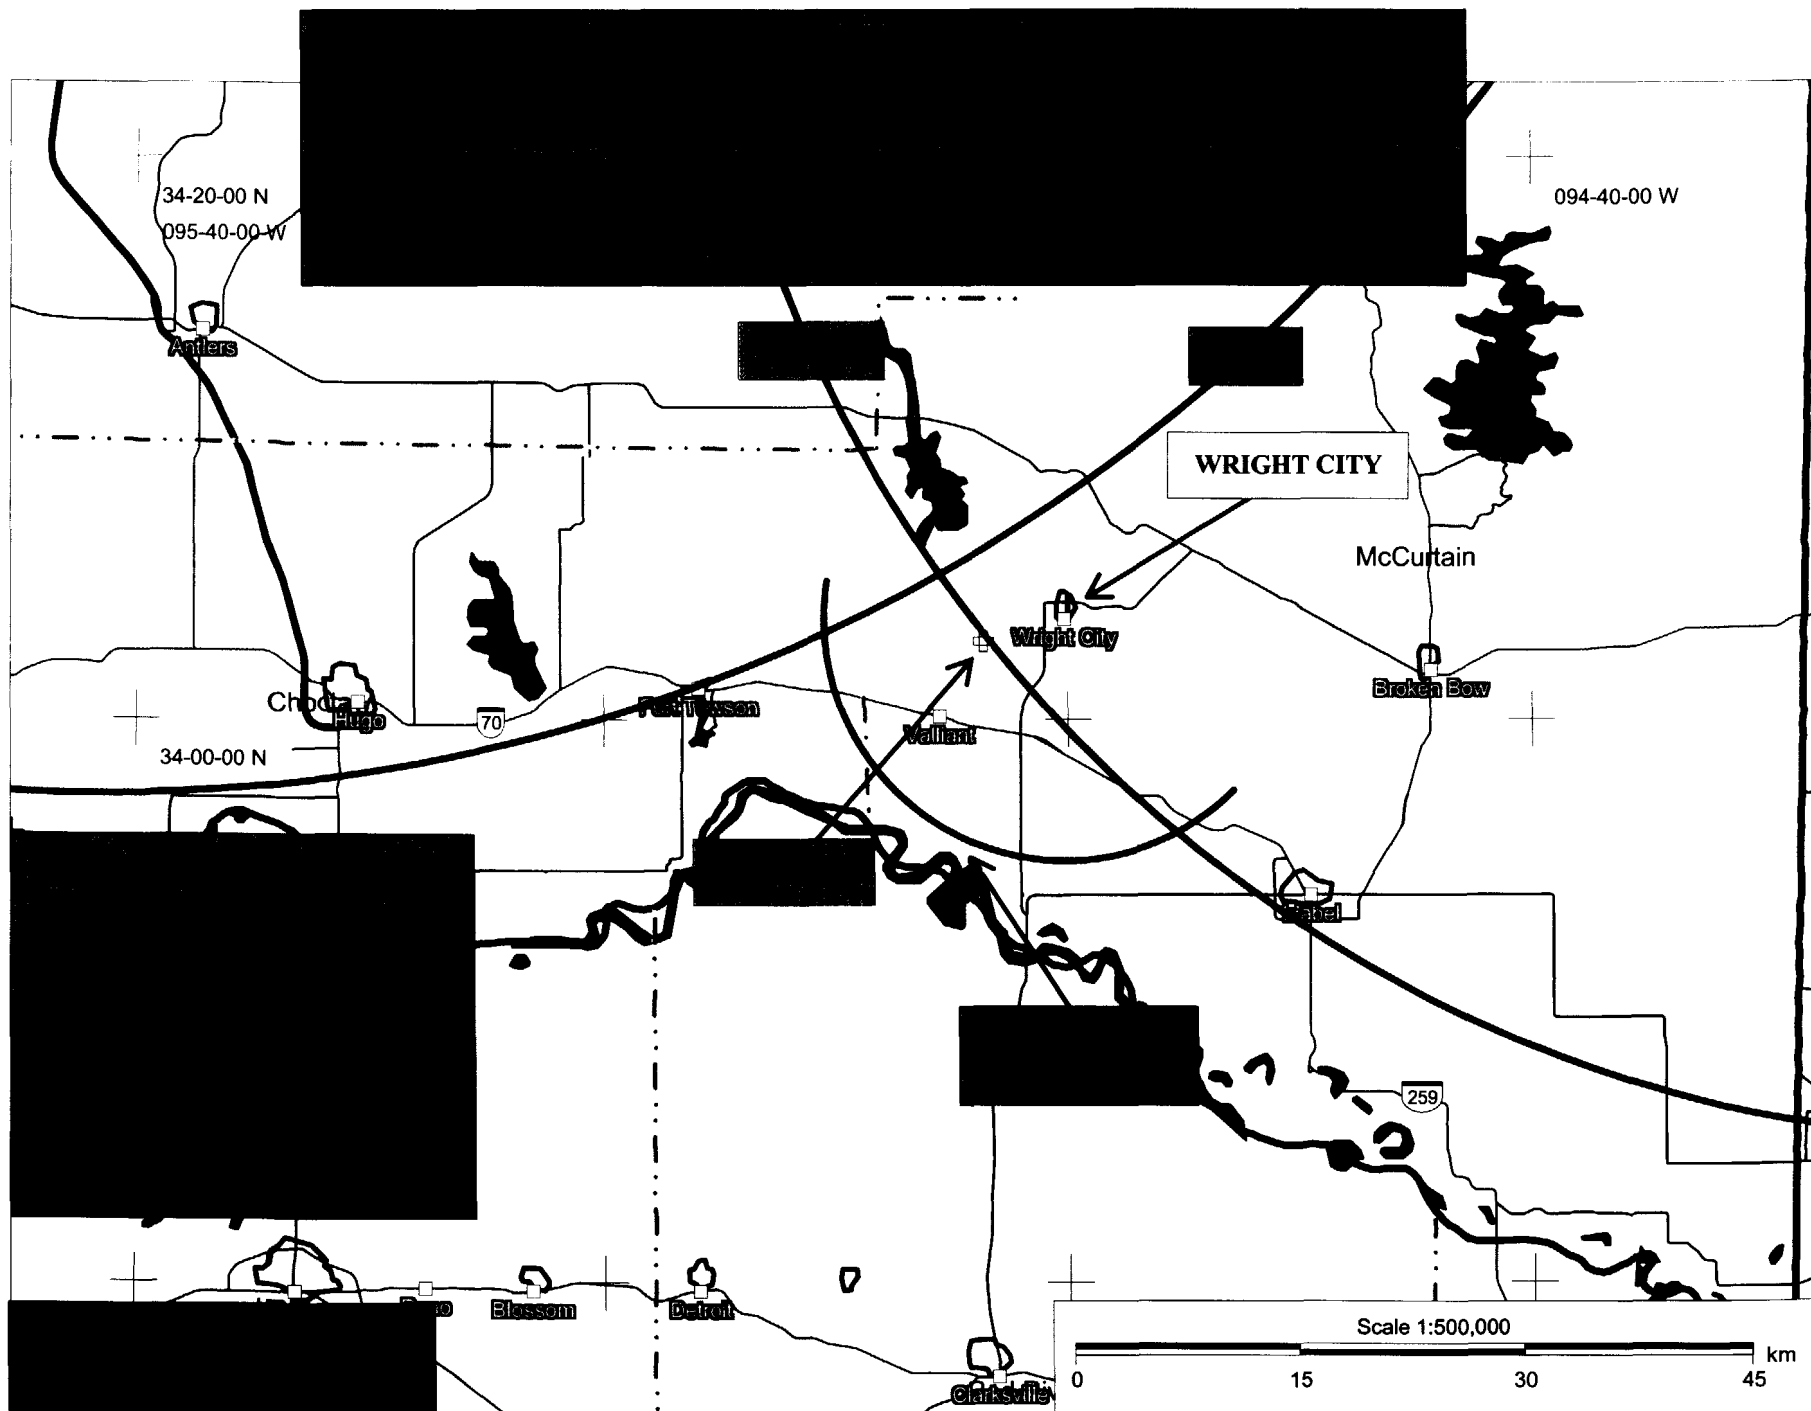 34-20-00 N
095-40-00 W
094-40-00 W
Antlers
WRIGHT CITY
McCurtain
Wright City
Broken Bow
Choctaw
Hugo
70
Fort Towson
Valliant
34-00-00 N
Idabel
259
Blossom
Detroit
Clarksville
Scale 1:500,000
km
0 15 30 45